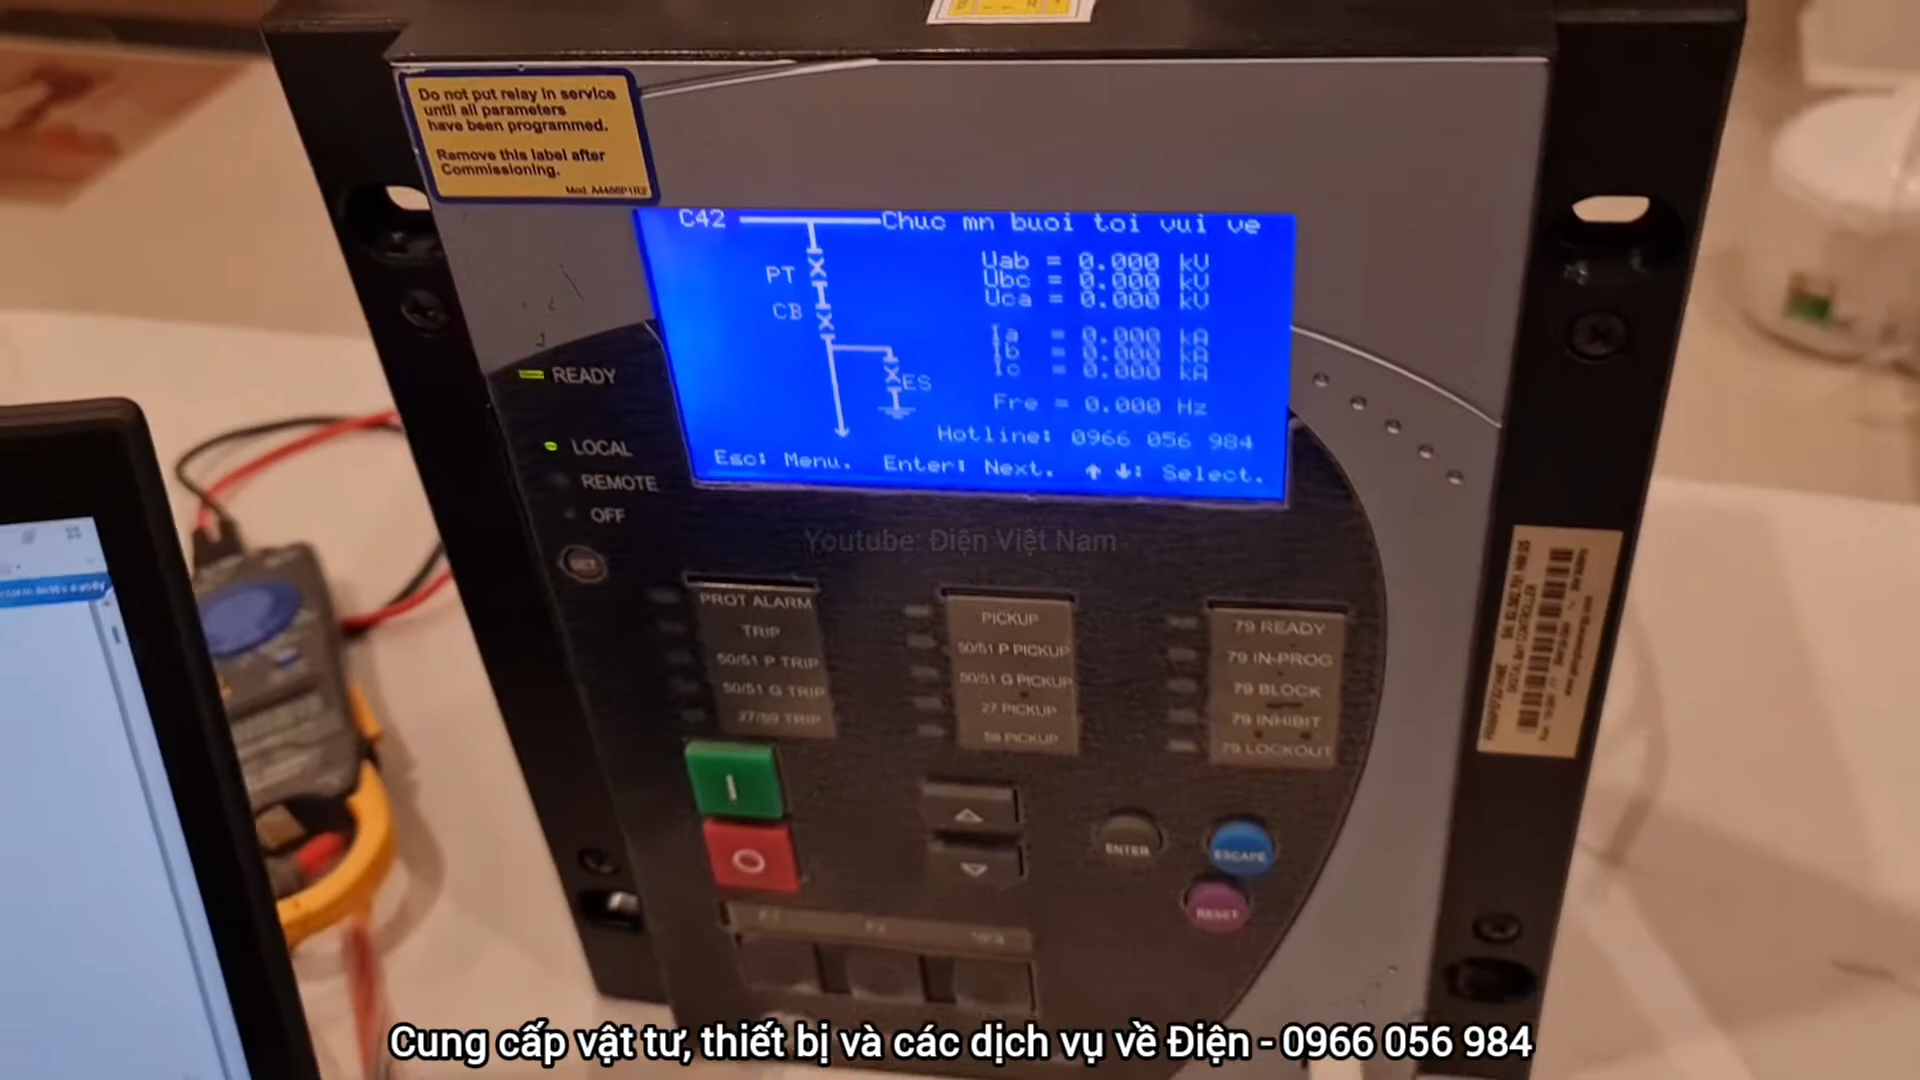 Do not put relay in service
until all parameters
have been programmed.
Remove this label after
Commissioning.
Mod. A4486P1R2
C42
Chuc mn buoi toi vui ve
PT
CB
ES
Uab = 0.000 kV
Ubc = 0.000 kV
Uca = 0.000 kV
Ia = 0.000 kA
Ib = 0.000 kA
Ic = 0.000 kA
Fre = 0.000 Hz
Hotline: 0966 056 984
Esc: Menu. Enter: Next. ↑ ↓: Select.
READY
LOCAL
REMOTE
OFF
Youtube: Điện Việt Nam
PROT ALARM
TRIP
50/51 P TRIP
50/51 G TRIP
27/59 TRIP
PICKUP
50/51 P PICKUP
50/51 G PICKUP
27 PICKUP
59 PICKUP
79 READY
79 IN-PROG
79 BLOCK
79 INHIBIT
79 LOCKOUT
I
O
ENTER
ESCAPE
RESET
F2
Cung cấp vật tư, thiết bị và các dịch vụ về Điện - 0966 056 984